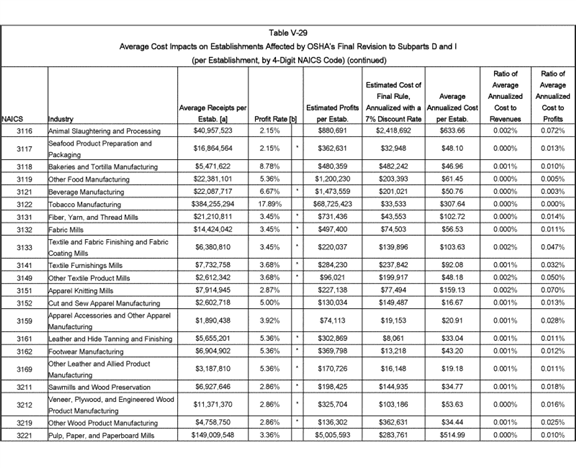 Table V-29
Average Cost Impacts on Establishments Affected by OSHA's Final Revision to Subparts D and I
(per Establishment, by 4-Digit NAICS Code) (continued)
NAICS Industry Average Receipts per Estab. [a] Profit Rate [b] Estimated Profits per Estab. Estimated Cost of Final Rule, Annualized with a 7% Discount Rate Average Annualized Cost per Estab. Ratio of Average Annualized Cost to Revenues Ratio of Average Annualized Cost to Profits
3116 Animal Slaughtering and Processing $40,957,523 2.15% $880,691 $2,418,692 $633.66 0.002% 0.072%
3117 Seafood Product Preparation and Packaging $16,864,564 2.15% * $362,631 $32,948 $48.10 0.000% 0.013%
3118 Bakeries and Tortilla Manufacturing $5,471,622 8.78% $480,359 $482,242 $46.96 0.001% 0.010%
3119 Other Food Manufacturing $22,381,101 5.36% $1,200,230 $203,393 $61.45 0.000% 0.005%
3121 Beverage Manufacturing $22,087,717 6.67% * $1,473,559 $201,021 $50.76 0.000% 0.003%
3122 Tobacco Manufacturing $384,255,294 17.89% $68,725,423 $33,533 $307.64 0.000% 0.000%
3131 Fiber, Yarn, and Thread Mills $21,210,811 3.45% * $731,436 $43,553 $102.72 0.000% 0.014%
3132 Fabric Mills $14,424,042 3.45% * $497,400 $74,503 $56.53 0.000% 0.011%
3133 Textile and Fabric Finishing and Fabric Coating Mills $6,380,810 3.45% * $220,037 $139,896 $103.63 0.002% 0.047%
3141 Textile Furnishings Mills $7,732,758 3.68% * $284,230 $237,842 $92.08 0.001% 0.032%
3149 Other Textile Product Mills $2,612,342 3.68% * $96,021 $199,917 $48.18 0.002% 0.050%
3151 Apparel Knitting Mills $7,914,945 2.87% $227,138 $77,494 $159.13 0.002% 0.070%
3152 Cut and Sew Apparel Manufacturing $2,602,718 5.00% $130,034 $149,487 $16.67 0.001% 0.013%
3159 Apparel Accessories and Other Apparel Manufacturing $1,890,438 3.92% $74,113 $19,153 $20.91 0.001% 0.028%
3161 Leather and Hide Tanning and Finishing $5,655,201 5.36% * $302,869 $8,061 $33.04 0.001% 0.011%
3162 Footwear Manufacturing $6,904,902 5.36% * $369,798 $13,218 $43.20 0.001% 0.012%
3169 Other Leather and Allied Product Manufacturing $3,187,810 5.36% * $170,726 $16,148 $19.18 0.001% 0.011%
3211 Sawmills and Wood Preservation $6,927,646 2.86% * $198,425 $144,935 $34.77 0.001% 0.018%
3212 Veneer, Plywood, and Engineered Wood Product Manufacturing $11,371,370 2.86% * $325,704 $103,186 $53.63 0.000% 0.016%
3219 Other Wood Product Manufacturing $4,758,750 2.86% * $136,302 $362,631 $34.44 0.001% 0.025%
3221 Pulp, Paper, and Paperboard Mills $149,009,548 3.36% $5,005,593 $283,761 $514.99 0.000% 0.010%